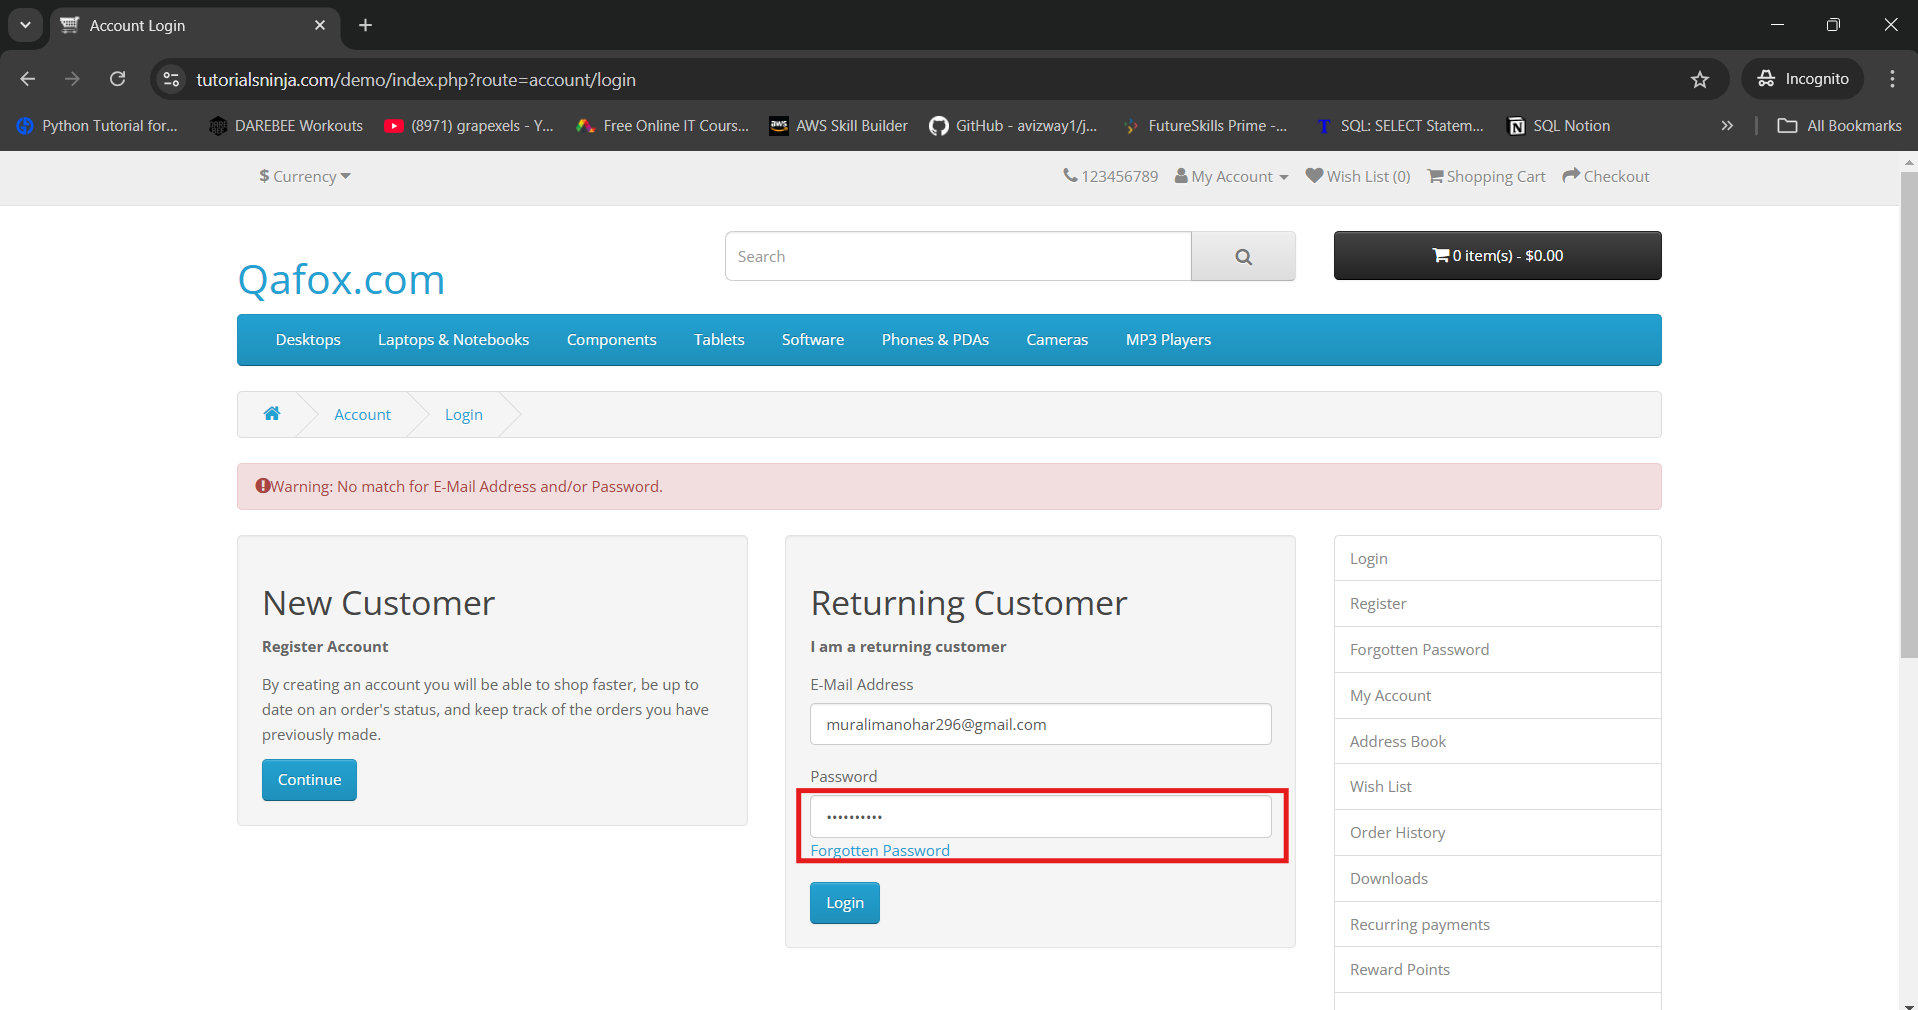 Account Login
tutorialsninja.com/demo/index.php?route=account/login
Incognito
Python Tutorial for...
DAREBEE Workouts
(8971) grapexels - Y...
Free Online IT Cours...
aws
AWS Skill Builder
GitHub - avizway1/j...
FutureSkills Prime -...
T
SQL: SELECT Statem...
SQL Notion
All Bookmarks
$ Currency
123456789
My Account
Wish List (0)
Shopping Cart
Checkout
Qafox.com
Search
0 item(s) - $0.00
Desktops
Laptops & Notebooks
Components
Tablets
Software
Phones & PDAs
Cameras
MP3 Players
Account
Login
Warning: No match for E-Mail Address and/or Password.
New Customer
Register Account
By creating an account you will be able to shop faster, be up to
date on an order's status, and keep track of the orders you have
previously made.
Continue
Returning Customer
I am a returning customer
E-Mail Address
muralimanohar296@gmail.com
Password
••••••••••
Forgotten Password
Login
Login
Register
Forgotten Password
My Account
Address Book
Wish List
Order History
Downloads
Recurring payments
Reward Points